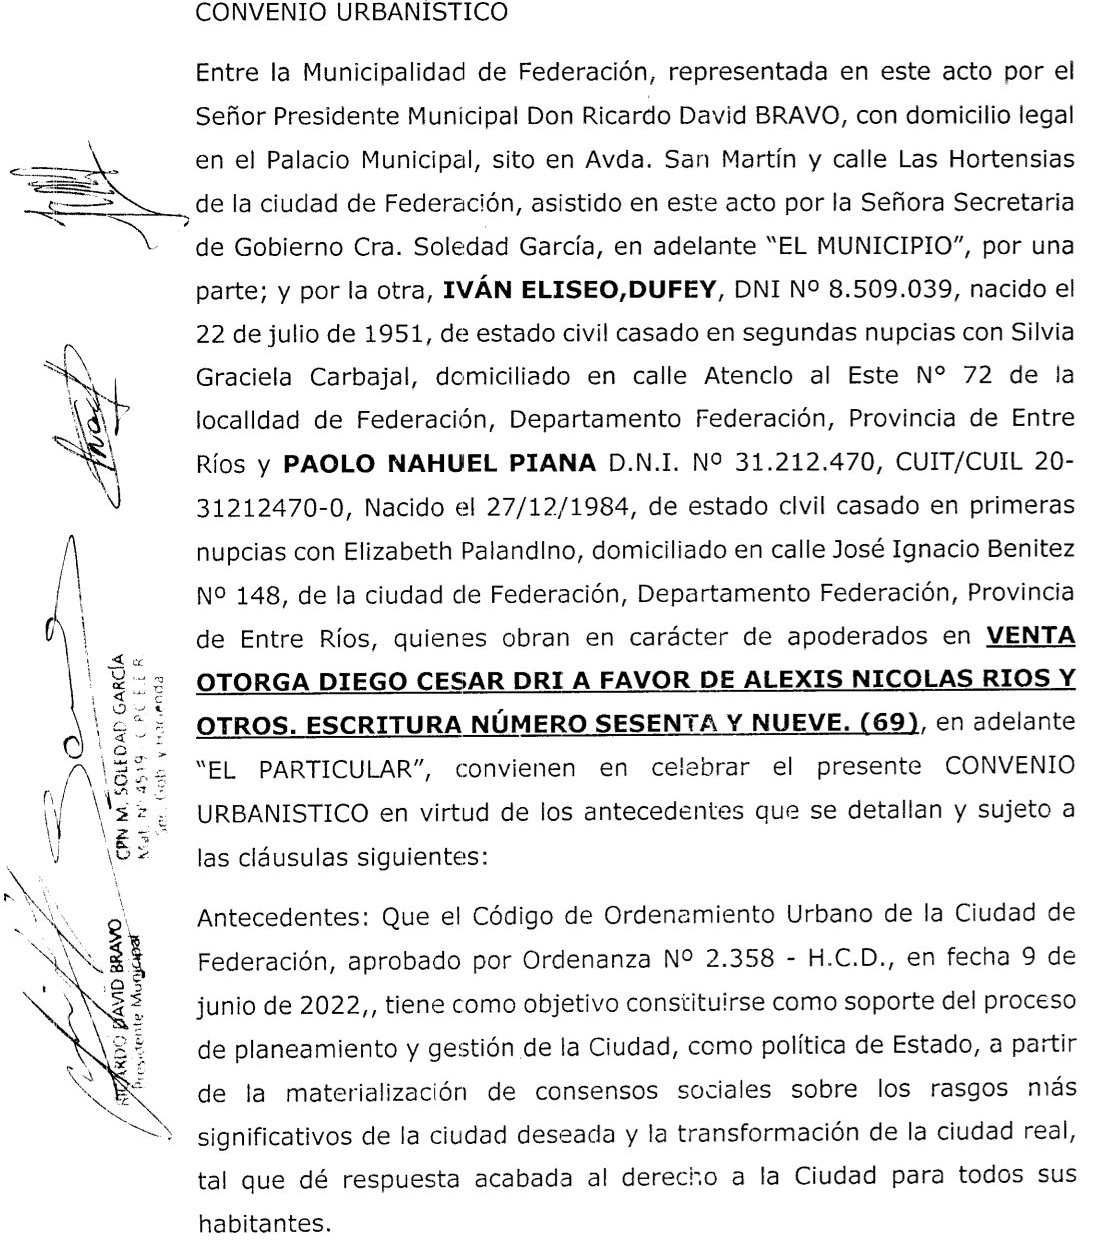 CONVENIO URBANÍSTICO
Entre la Municipalidad de Federación, representada en este acto por el
Señor Presidente Municipal Don Ricardo David BRAVO, con domicilio legal
en el Palacio Municipal, sito en Avda. San Martín y calle Las Hortensias
de la ciudad de Federación, asistido en este acto por la Señora Secretaria
de Gobierno Cra. Soledad García, en adelante “EL MUNICIPIO”, por una
parte; y por la otra, IVÁN ELISEO,DUFEY, DNI Nº 8.509.039, nacido el
22 de julio de 1951, de estado civil casado en segundas nupcias con Silvia
Graciela Carbajal, domiciliado en calle Atenclo al Este N° 72 de la
localldad de Federación, Departamento Federación, Provincia de Entre
Ríos y PAOLO NAHUEL PIANA D.N.I. Nº 31.212.470, CUIT/CUIL 20-
31212470-0, Nacido el 27/12/1984, de estado clvil casado en primeras
nupcias con Elizabeth Palandlno, domiciliado en calle José Ignacio Benitez
Nº 148, de la ciudad de Federación, Departamento Federación, Provincia
de Entre Ríos, quienes obran en carácter de apoderados en VENTA
OTORGA DIEGO CESAR DRI A FAVOR DE ALEXIS NICOLAS RIOS Y
OTROS. ESCRITURA NÚMERO SESENTA Y NUEVE. (69), en adelante
“EL PARTICULAR”, convienen en celebrar el presente CONVENIO
URBANISTICO en virtud de los antecedentes que se detallan y sujeto a
las cláusulas siguientes:
Antecedentes: Que el Código de Ordenamiento Urbano de la Ciudad de
Federación, aprobado por Ordenanza Nº 2.358 - H.C.D., en fecha 9 de
junio de 2022,, tiene como objetivo constituirse como soporte del proceso
de planeamiento y gestión de la Ciudad, como política de Estado, a partir
de la materialización de consensos sociales sobre los rasgos más
significativos de la ciudad deseada y la transformación de la ciudad real,
tal que dé respuesta acabada al derecho a la Ciudad para todos sus
habitantes.
CPN M. SOLEDAD GARCÍA
Mat. Nº 4519
Gob. y Hacienda
DAVID BRAVO
Presidente Municipal